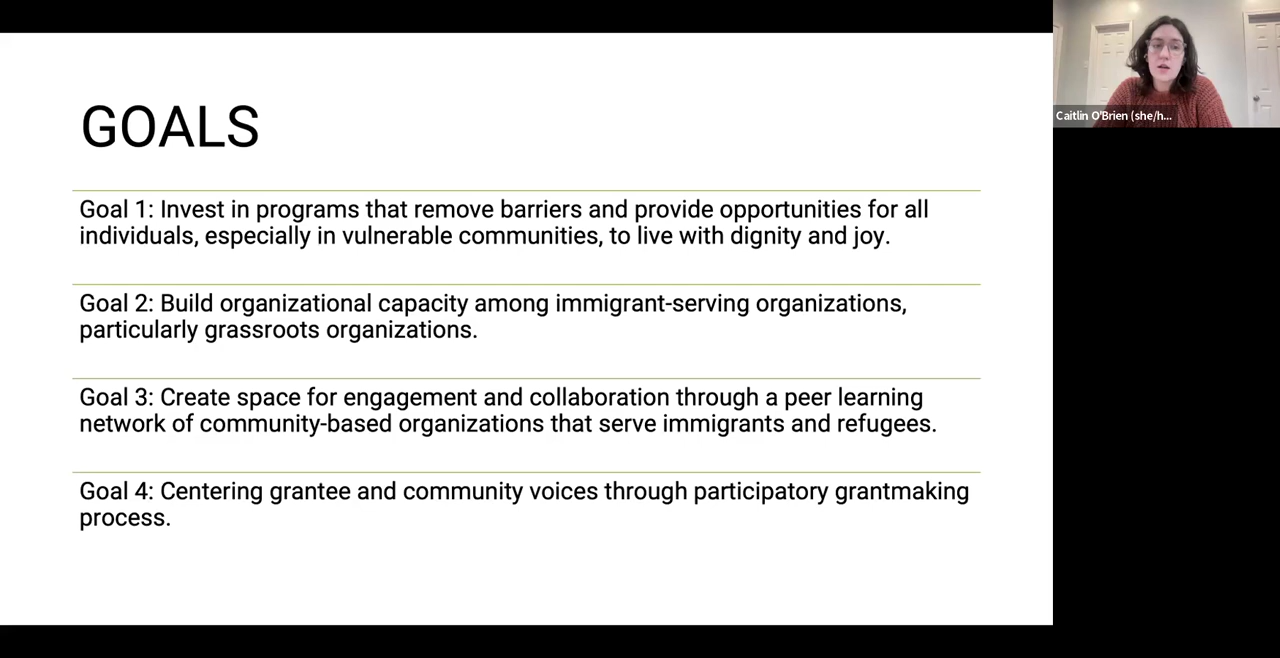 GOALS
Goal 1: Invest in programs that remove barriers and provide opportunities for all
individuals, especially in vulnerable communities, to live with dignity and joy.
Goal 2: Build organizational capacity among immigrant-serving organizations,
particularly grassroots organizations.
Goal 3: Create space for engagement and collaboration through a peer learning
network of community-based organizations that serve immigrants and refugees.
Goal 4: Centering grantee and community voices through participatory grantmaking
process.
Caitlin O'Brien (she/h...